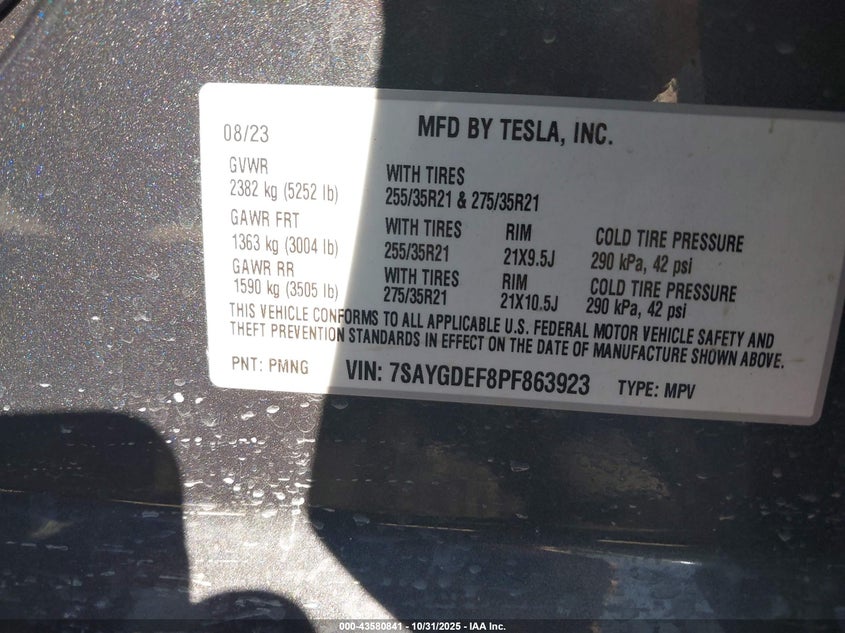 08/23 MFD BY TESLA, INC.
GVWR
2382 kg (5252 lb)
WITH TIRES
255/35R21 & 275/35R21
GAWR FRT
1363 kg (3004 lb)
WITH TIRES
255/35R21
RIM
21X9.5J
COLD TIRE PRESSURE
290 kPa, 42 psi
GAWR RR
1590 kg (3505 lb)
WITH TIRES
275/35R21
RIM
21X10.5J
COLD TIRE PRESSURE
290 kPa, 42 psi
THIS VEHICLE CONFORMS TO ALL APPLICABLE U.S. FEDERAL MOTOR VEHICLE SAFETY AND
THEFT PREVENTION STANDARDS IN EFFECT ON THE DATE OF MANUFACTURE SHOWN ABOVE.
PNT: PMNG VIN: 7SAYGDEF8PF863923 TYPE: MPV
000-43580841 - 10/31/2025 - IAA Inc.